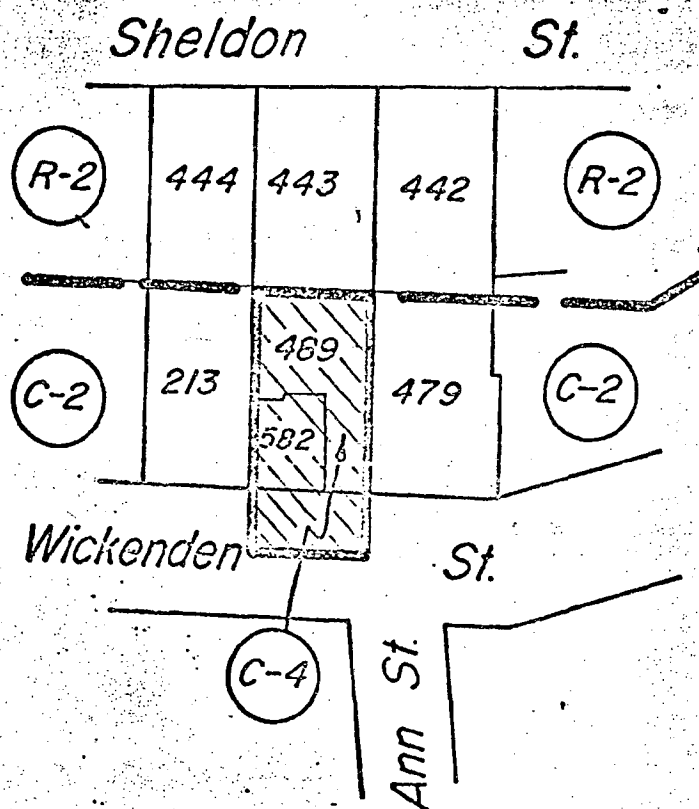 Sheldon St.
R-2 444 443 442 R-2
469
C-2 213 479 C-2
582
Wickenden St.
C-4
Ann St.